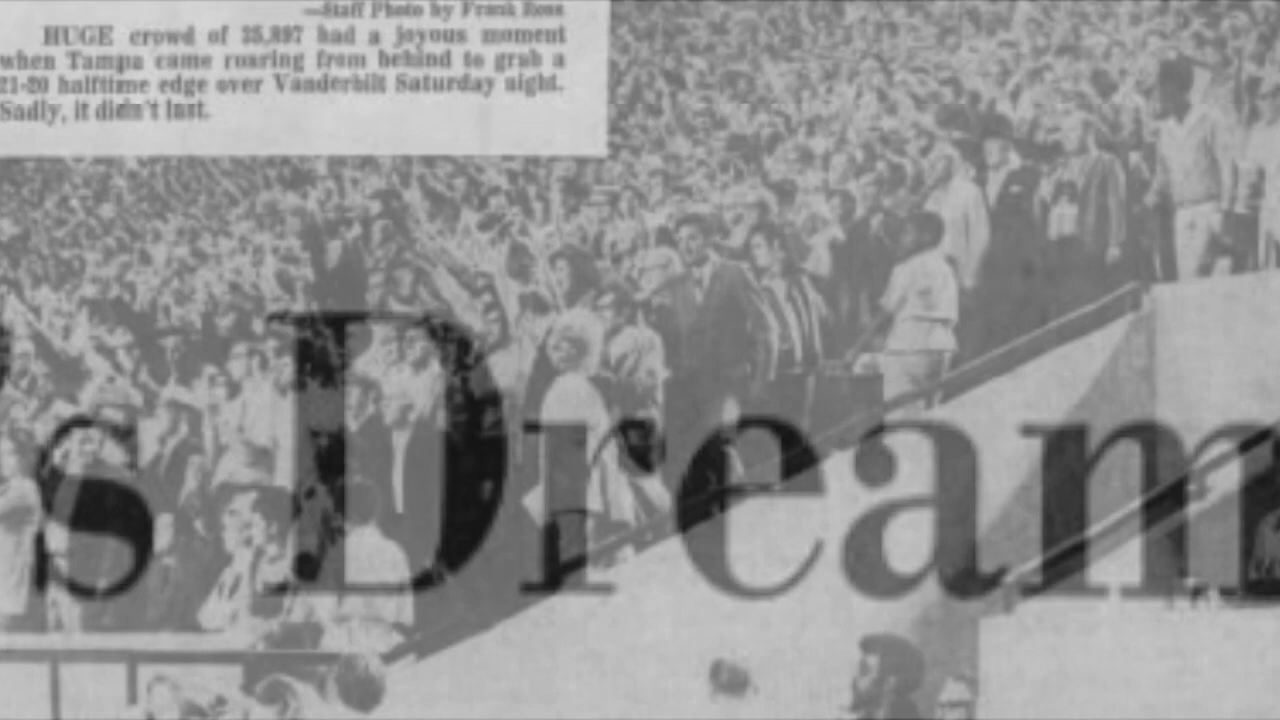 —Staff Photo by Frank Ross
HUGE crowd of 35,897 had a joyous moment
when Tampa came roaring from behind to grab a
21-20 halftime edge over Vanderbilt Saturday night.
Sadly, it didn't last.
's Dream